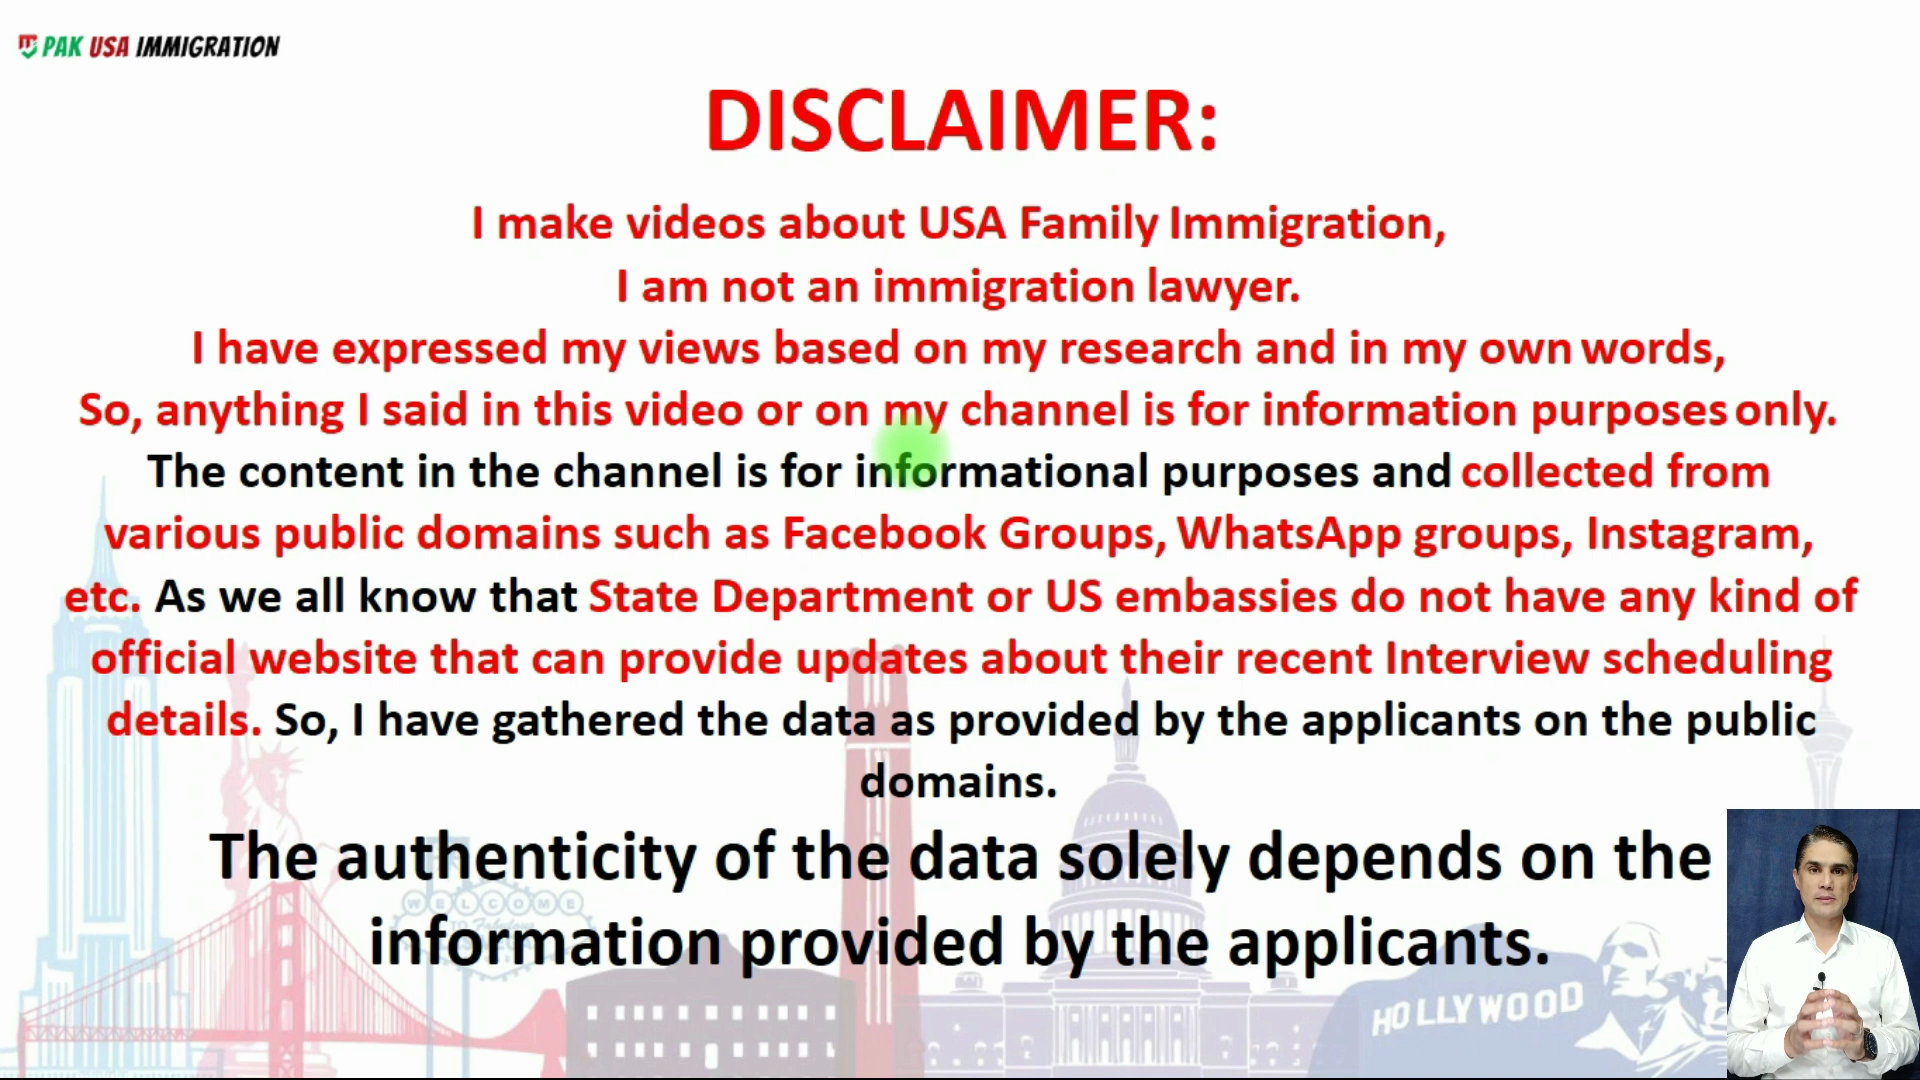 PAK USA IMMIGRATION
DISCLAIMER:
I make videos about USA Family Immigration,
I am not an immigration lawyer.
I have expressed my views based on my research and in my own words,
So, anything I said in this video or on my channel is for information purposes only.
The content in the channel is for informational purposes and collected from
various public domains such as Facebook Groups, WhatsApp groups, Instagram,
etc. As we all know that State Department or US embassies do not have any kind of
official website that can provide updates about their recent Interview scheduling
details. So, I have gathered the data as provided by the applicants on the public
domains.
The authenticity of the data solely depends on the
information provided by the applicants.
WELCOME
HOLLYWOOD